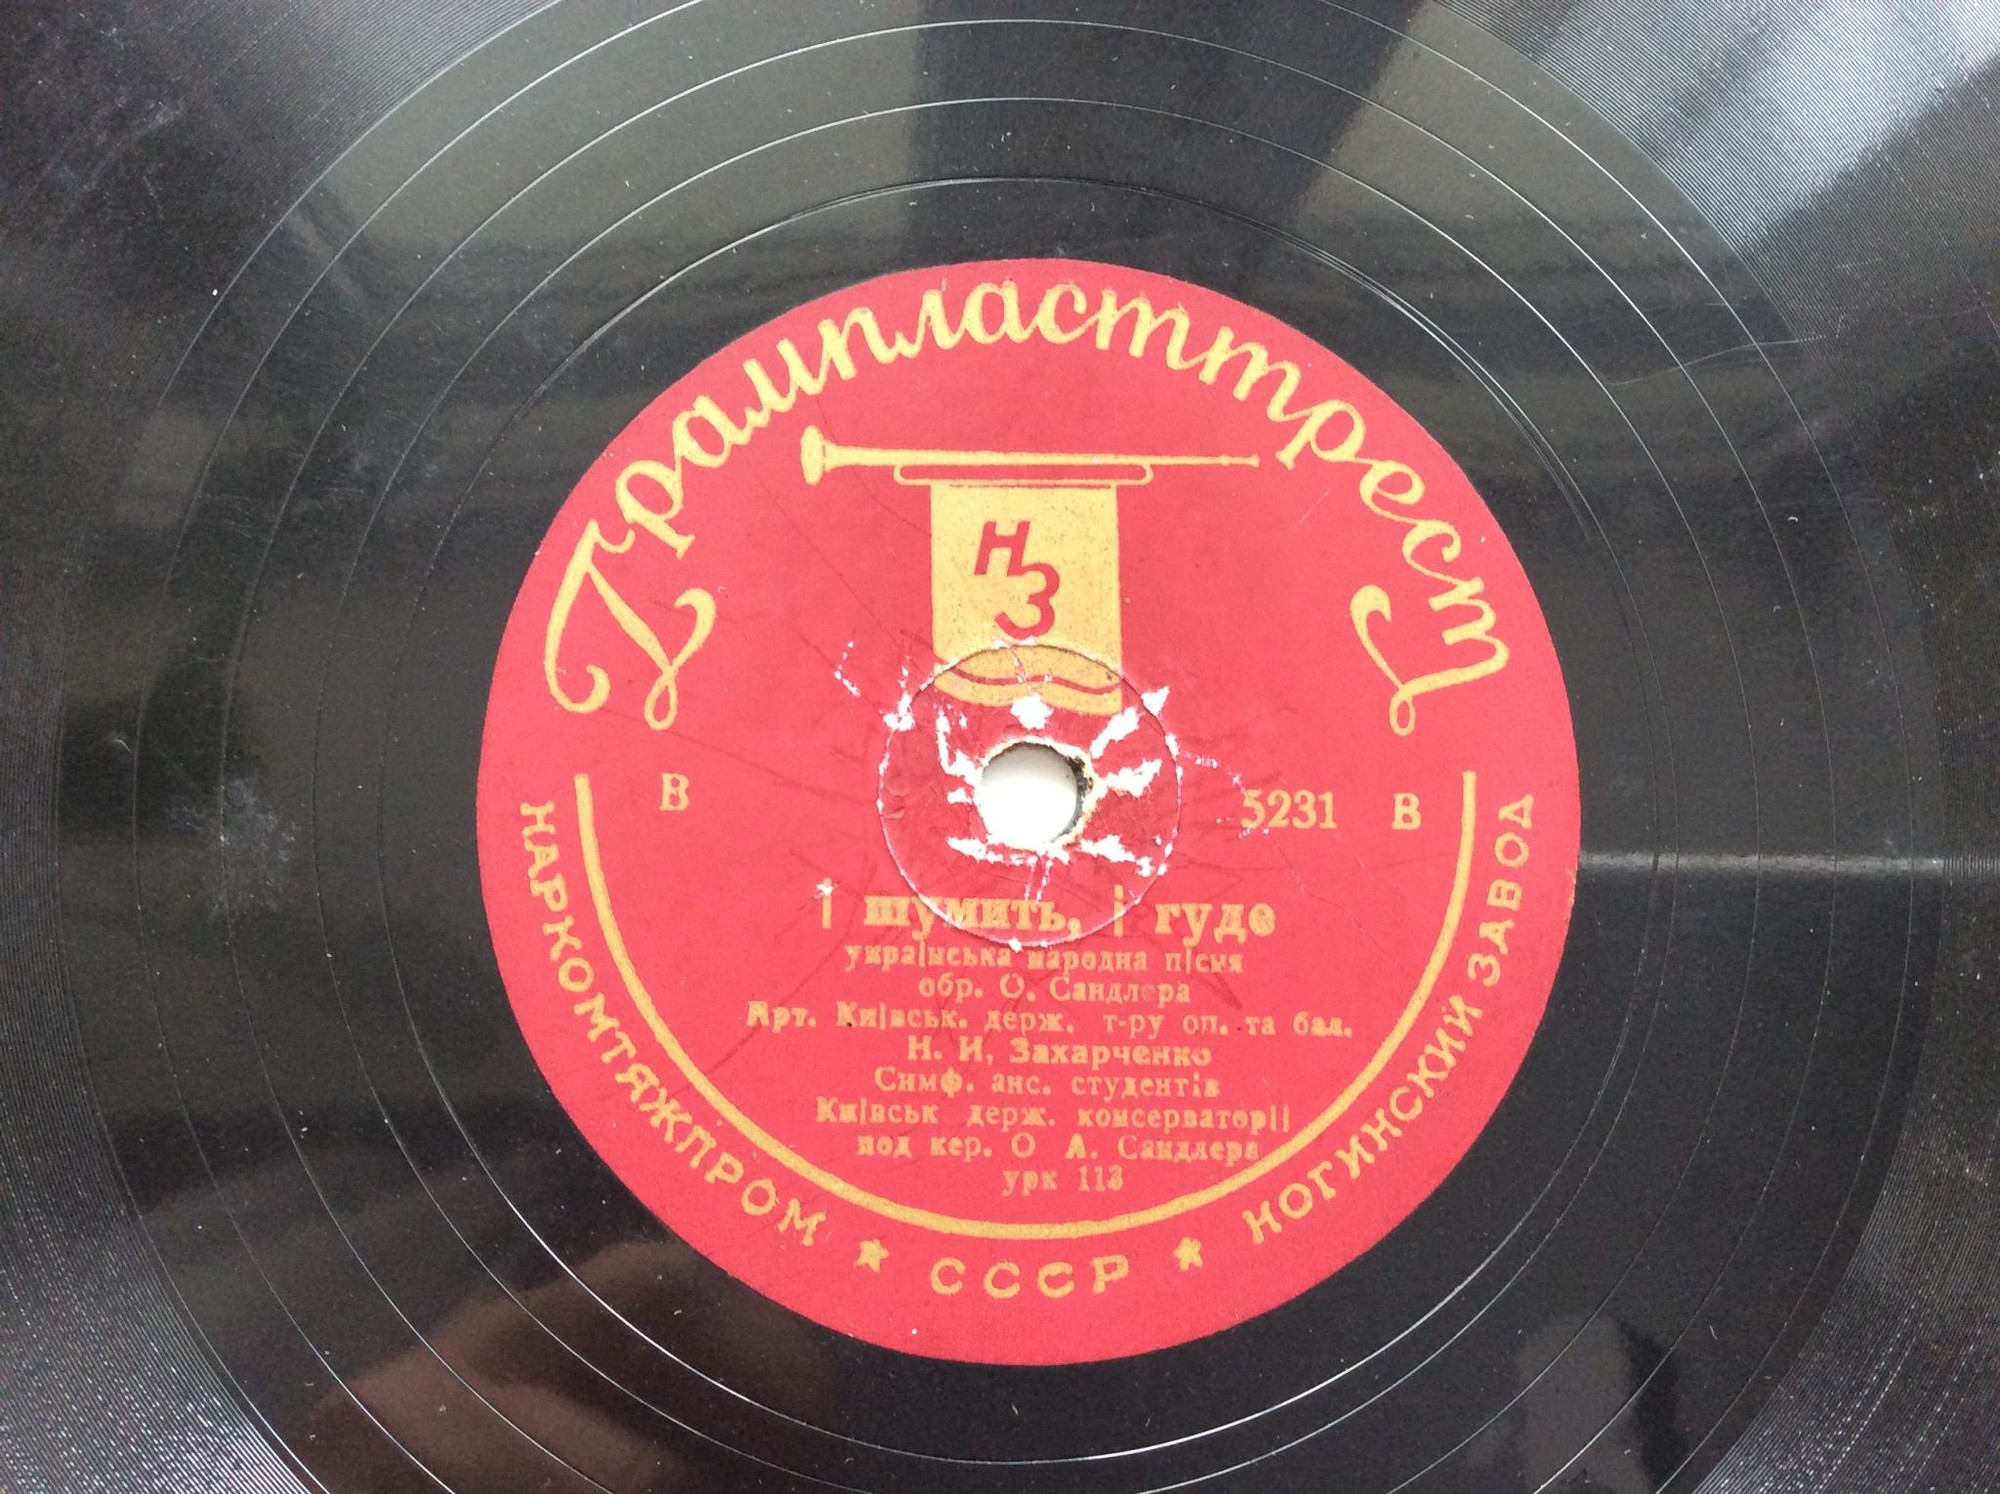 Грампласттрест
НЗ
В 5231 В
і шумить, і гуде
українська народна пісня
обр. О. Сандлера
Арт. Київськ. держ. т-ру оп. та бал.
Н. И. Захарченко
Симф. анс. студентів
Київськ держ. консерваторії
под кер. О А. Сандлера
урк 113
НАРКОМТЯЖПРОМ ★ СССР ★ НОГИНСКИЙ ЗАВОД